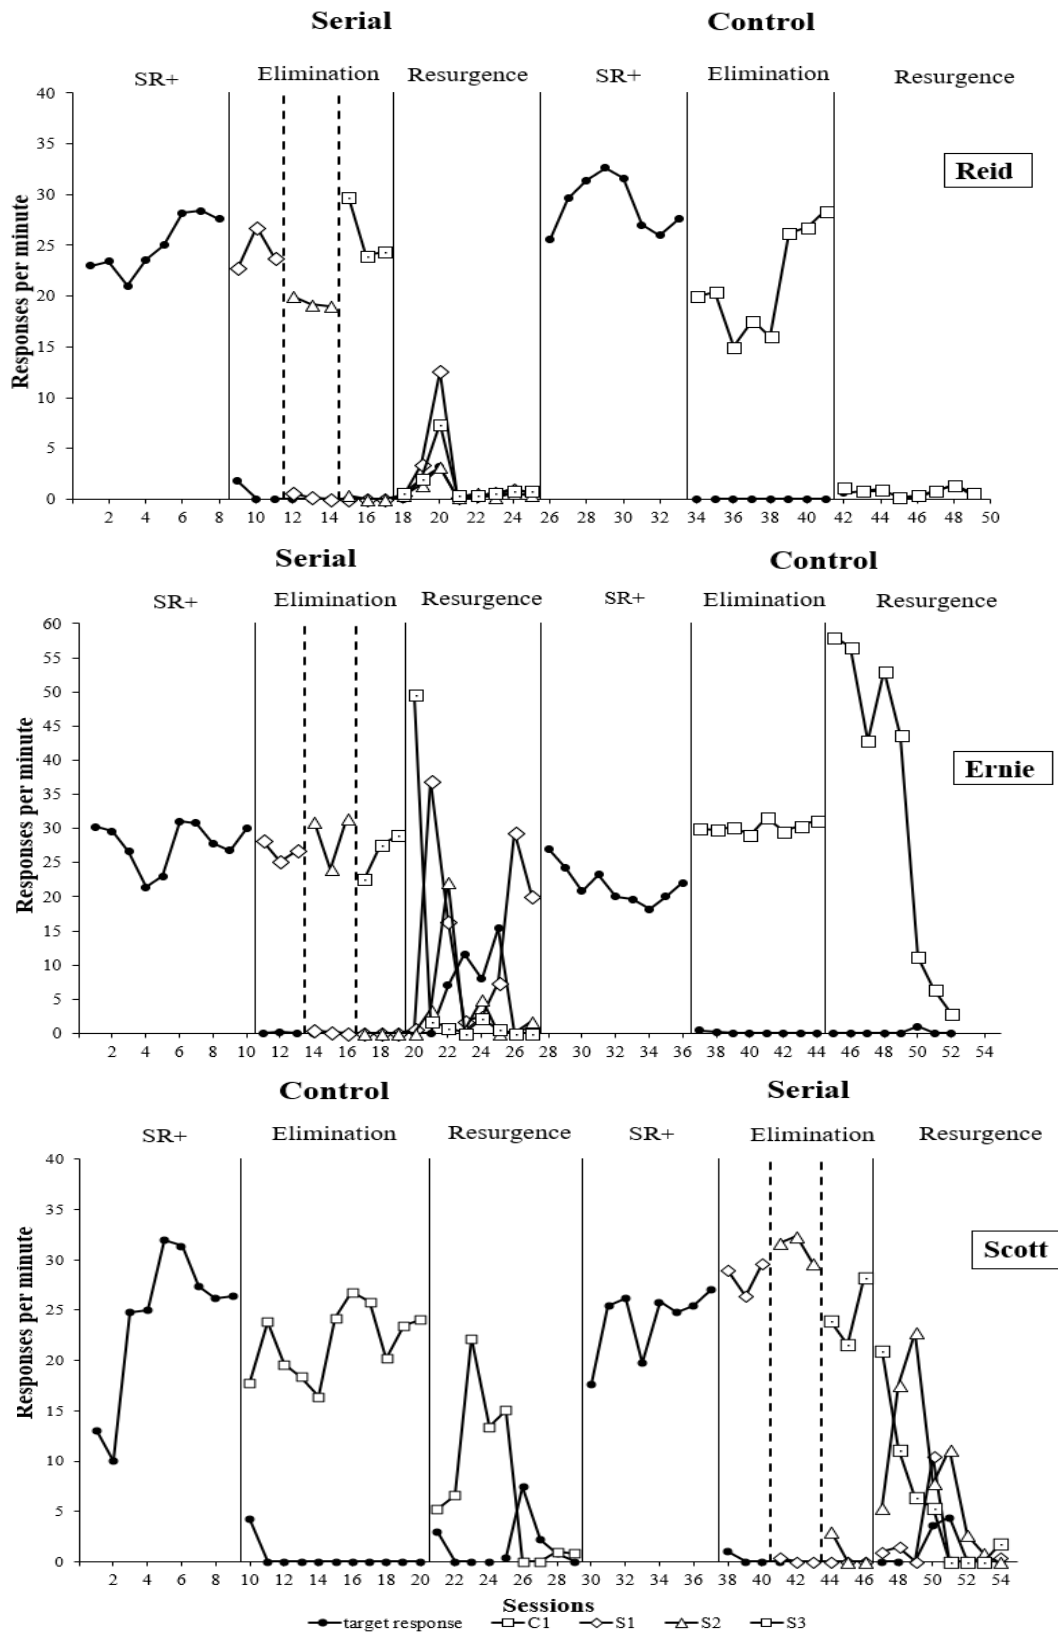 Serial Control
SR+ Elimination Resurgence SR+ Elimination Resurgence
40
35
30
25
20
15
10
5
0
Responses per minute
Reid
2 4 6 8 10 12 14 16 18 20 22 24 26 28 30 32 34 36 38 40 42 44 46 48 50
Serial Control
SR+ Elimination Resurgence SR+ Elimination Resurgence
60
55
50
45
40
35
30
25
20
15
10
5
0
Responses per minute
Ernie
2 4 6 8 10 12 14 16 18 20 22 24 26 28 30 32 34 36 38 40 42 44 46 48 50 52 54
Control Serial
SR+ Elimination Resurgence SR+ Elimination Resurgence
40
35
30
25
20
15
10
5
0
Responses per minute
Scott
2 4 6 8 10 12 14 16 18 20 22 24 26 28 30 32 34 36 38 40 42 44 46 48 50 52 54
Sessions
target response C1 S1 S2 S3